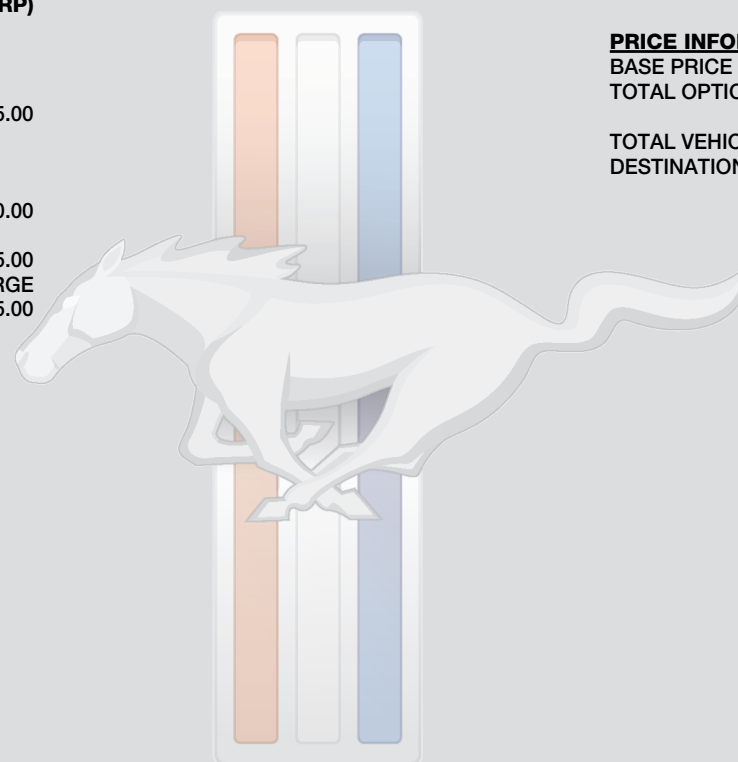 RP)
5.00
0.00
5.00
RGE
5.00
PRICE INFO
BASE PRICE
TOTAL OPTIO
TOTAL VEHIC
DESTINATION